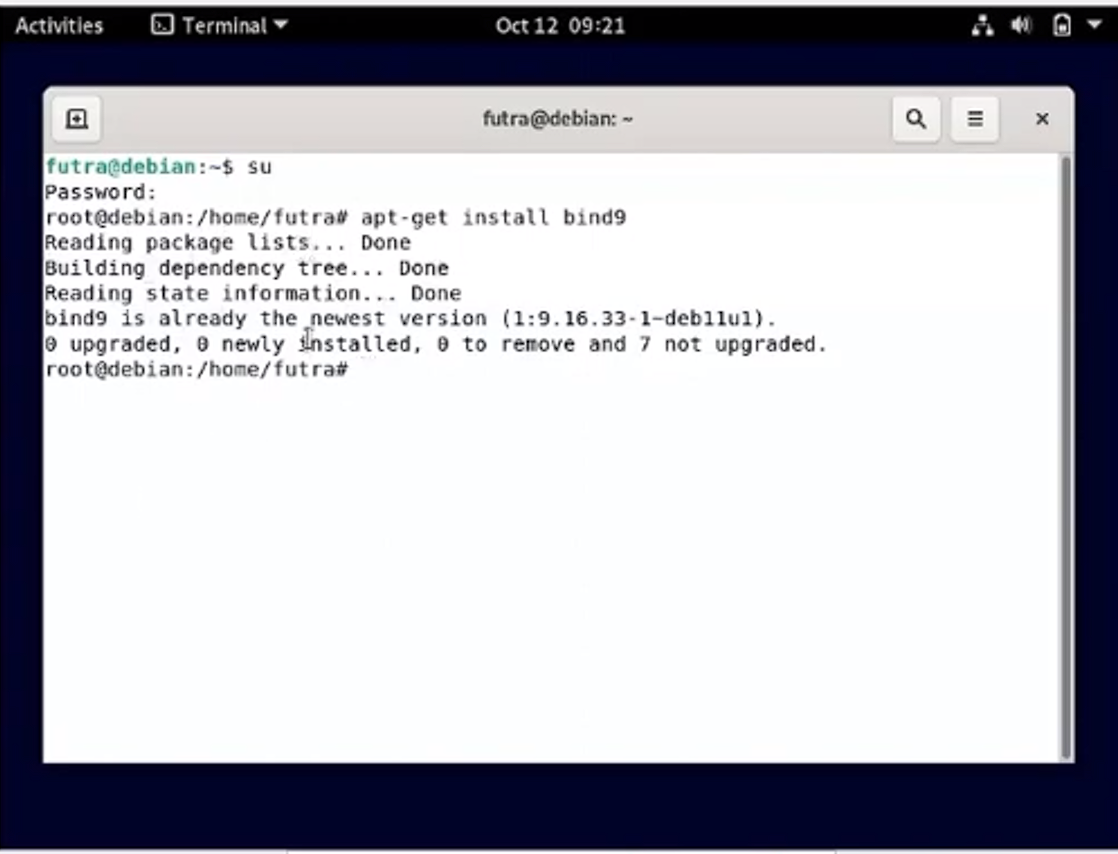 Activities Terminal Oct 12 09:21
futra@debian: ~
futra@debian:~$ su
Password:
root@debian:/home/futra# apt-get install bind9
Reading package lists... Done
Building dependency tree... Done
Reading state information... Done
bind9 is already the newest version (1:9.16.33-1~deb11u1).
0 upgraded, 0 newly installed, 0 to remove and 7 not upgraded.
root@debian:/home/futra#